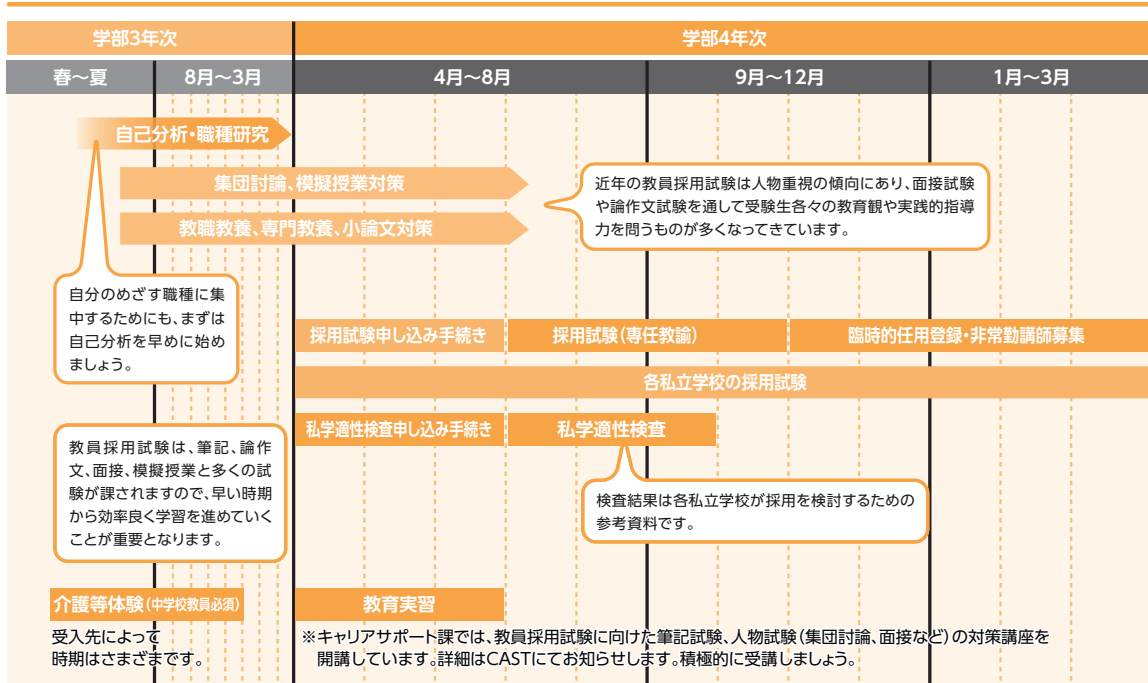 学部3年次
学部4年次
春～夏
8月～3月
4月～8月
9月～12月
1月～3月
自己分析・職種研究
集団討論、模擬授業対策
教職教養、専門教養、小論文対策
近年の教員採用試験は人物重視の傾向にあり、面接試験
や論作文試験を通して受験生各々の教育観や実践的指導
力を問うものが多くなってきています。
自分のめざす職種に集
中するためにも、まずは
自己分析を早めに始め
ましょう。
採用試験申し込み手続き
採用試験（専任教諭）
臨時的任用登録・非常勤講師募集
各私立学校の採用試験
私学適性検査申し込み手続き
私学適性検査
教員採用試験は、筆記、論作
文、面接、模擬授業と多くの試
験が課されますので、早い時期
から効率良く学習を進めていく
ことが重要となります。
検査結果は各私立学校が採用を検討するための
参考資料です。
介護等体験（中学校教員必須）
教育実習
受入先によって
時期はさまざまです。
※キャリアサポート課では、教員採用試験に向けた筆記試験、人物試験（集団討論、面接など）の対策講座を
開講しています。詳細はCASTにてお知らせします。積極的に受講しましょう。